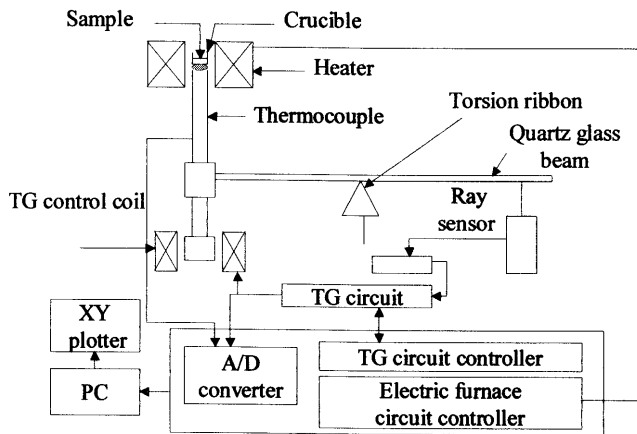 Sample
Crucible
Heater
Thermocouple
Torsion ribbon
Quartz glass
beam
TG control coil
Ray
sensor
TG circuit
XY
plotter
A/D
converter
TG circuit controller
PC
Electric furnace
circuit controller